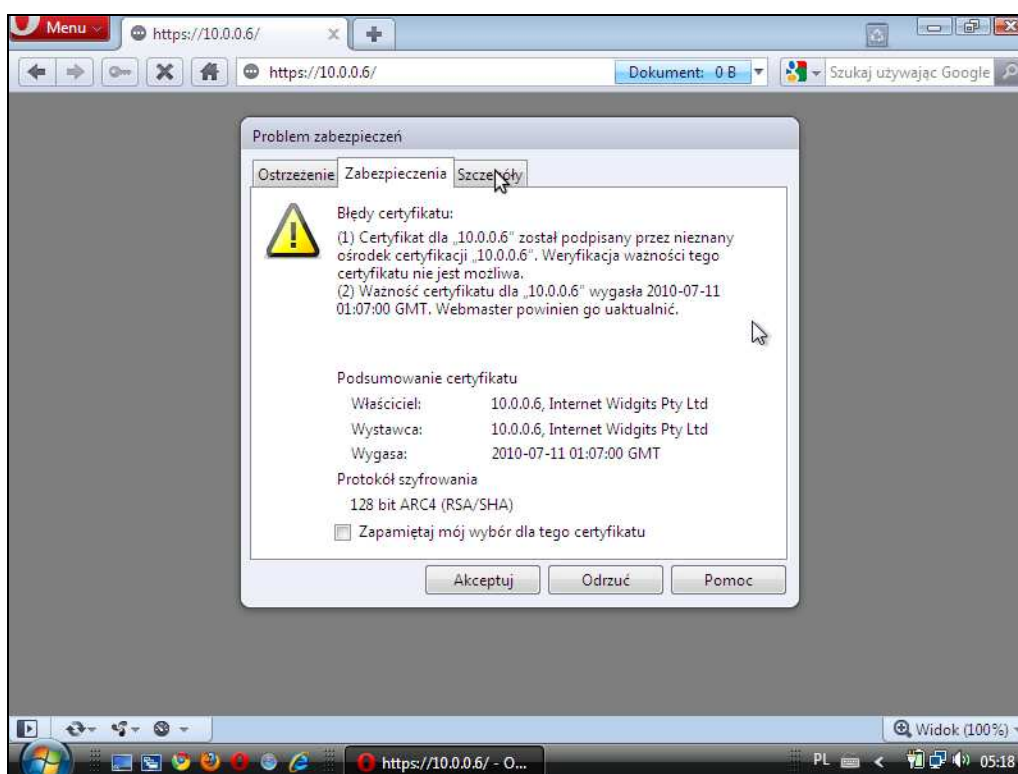 Menu
https://10.0.0.6/
https://10.0.0.6/
Dokument: 0 B
Szukaj używając Google
Problem zabezpieczeń
Ostrzeżenie
Zabezpieczenia
Szczegóły
Błędy certyfikatu:
(1) Certyfikat dla „10.0.0.6” został podpisany przez nieznany
ośrodek certyfikacji „10.0.0.6”. Weryfikacja ważności tego
certyfikatu nie jest możliwa.
(2) Ważność certyfikatu dla „10.0.0.6” wygasła 2010-07-11
01:07:00 GMT. Webmaster powinien go uaktualnić.
Podsumowanie certyfikatu
Właściciel: 10.0.0.6, Internet Widgits Pty Ltd
Wystawca: 10.0.0.6, Internet Widgits Pty Ltd
Wygasa: 2010-07-11 01:07:00 GMT
Protokół szyfrowania
128 bit ARC4 (RSA/SHA)
Zapamiętaj mój wybór dla tego certyfikatu
Akceptuj
Odrzuć
Pomoc
Widok (100%)
https://10.0.0.6/ - O...
PL
05:18